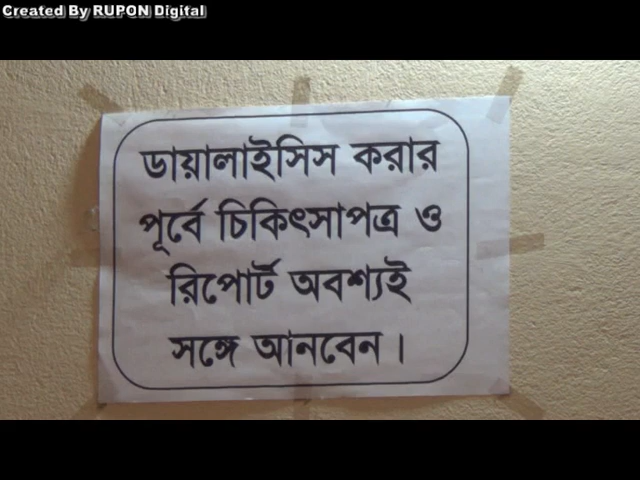 Created By RUPON Digital
ডায়ালাইসিস করার
পূর্বে চিকিৎসাপত্র ও
রিপোর্ট অবশ্যই
সঙ্গে আনবেন।